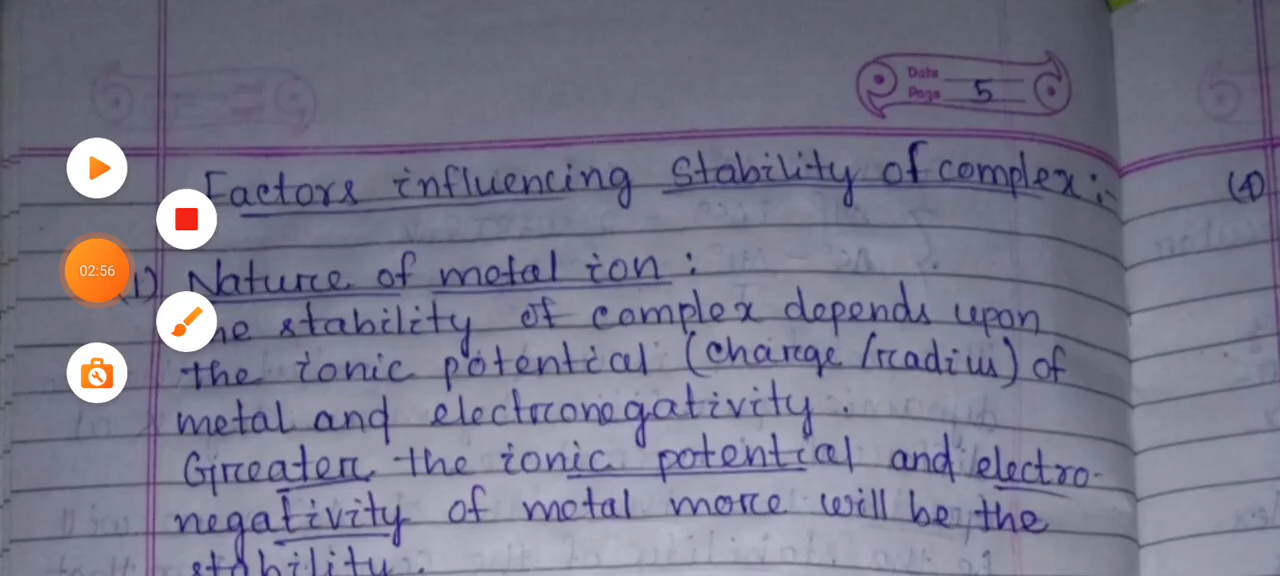 Date
Page 5
Factors influencing Stability of complex :-
(4)
02:56
1) Nature of metal ion :
he stability of complex depends upon
the ionic potential (charge /radius) of
metal and electronegativity .
Greater the ionic potential and electro-
negativity of metal more will be the
stability .